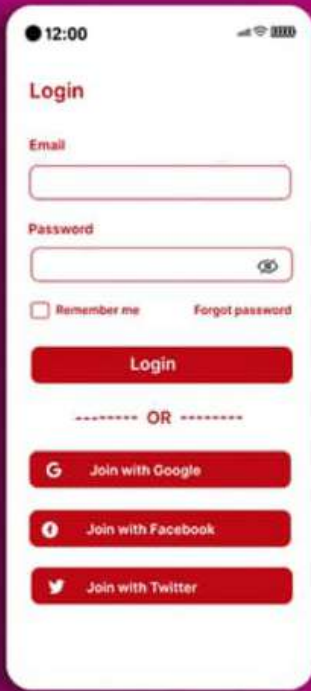 12:00
Login
Email
Password
Remember me Forgot password
Login
-------- OR --------
G Join with Google
f Join with Facebook
Join with Twitter